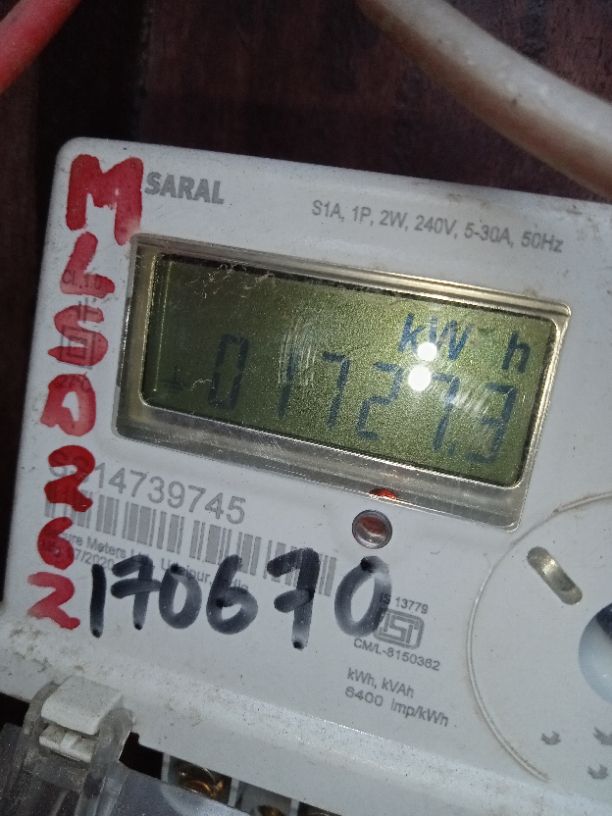 SARAL
S1A, 1P, 2W, 240V, 5-30A, 50Hz
MLSD262
kWh
01727.3
14739745
170670
IS 13779
CM/L-8150362
kWh, kVAh
6400 Imp/kWh